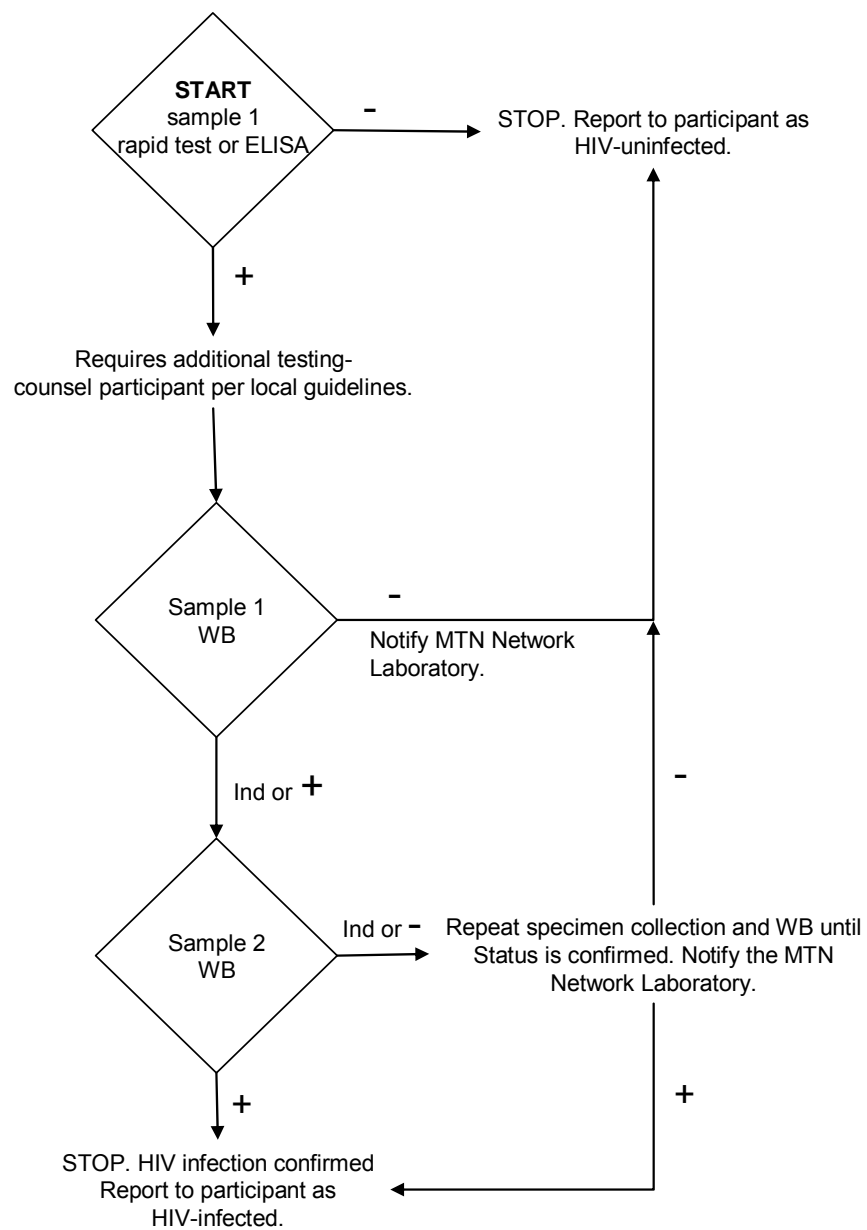 START
sample 1
rapid test or ELISA
-
STOP. Report to participant as
HIV-uninfected.
+
Requires additional testing-
counsel participant per local guidelines.
Sample 1
WB
-
Notify MTN Network
Laboratory.
Ind or +
-
Sample 2
WB
Ind or -
Repeat specimen collection and WB until
Status is confirmed. Notify the MTN
Network Laboratory.
+
+
STOP. HIV infection confirmed
Report to participant as
HIV-infected.